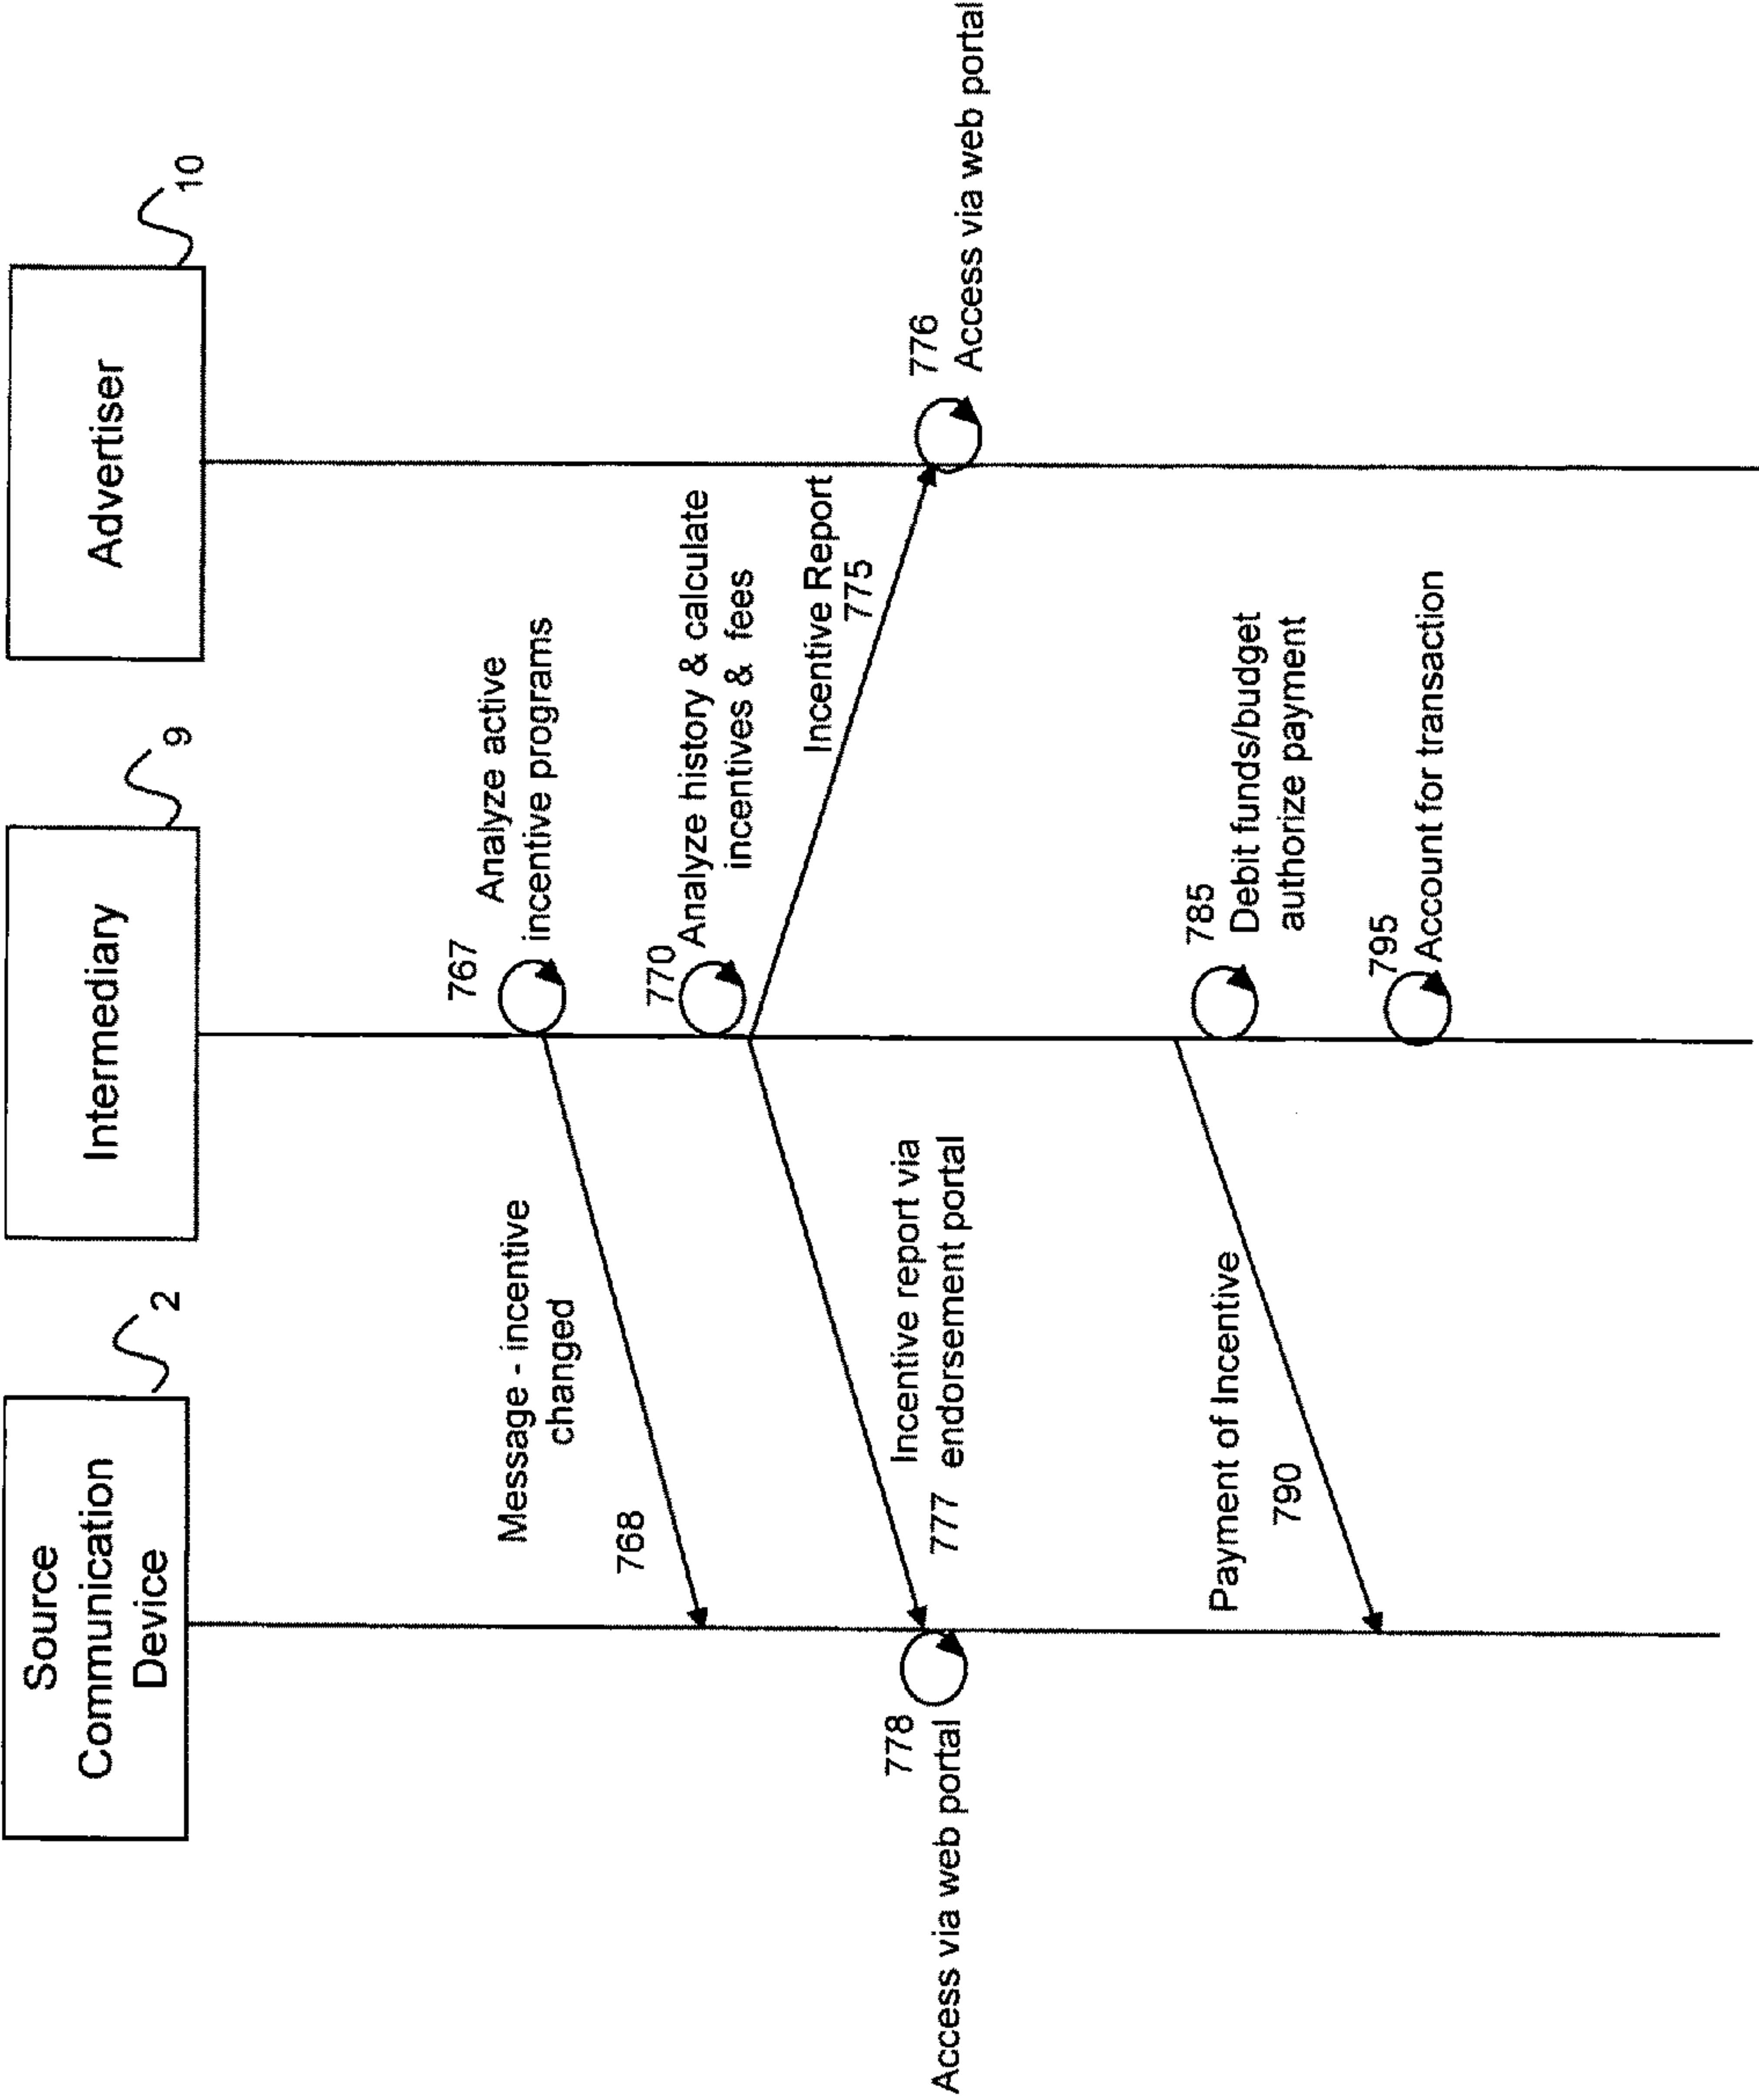 Source
Communication
Device
2
Intermediary
9
Advertiser
10
767
Analyze active
incentive programs
Message - incentive
changed
768
770
Analyze history & calculate
incentives & fees
Incentive Report
775
776
Access via web portal
Incentive report via
777 endorsement portal
778
Access via web portal
785
Debit funds/budget
authorize payment
Payment of Incentive
790
795
Account for transaction